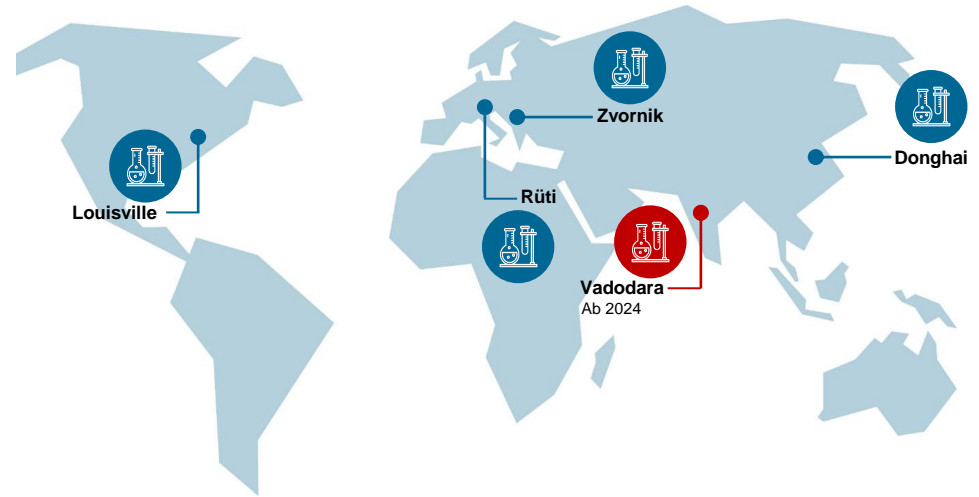 Zvornik
Donghai
Louisville
Rüti
Vadodara
Ab 2024